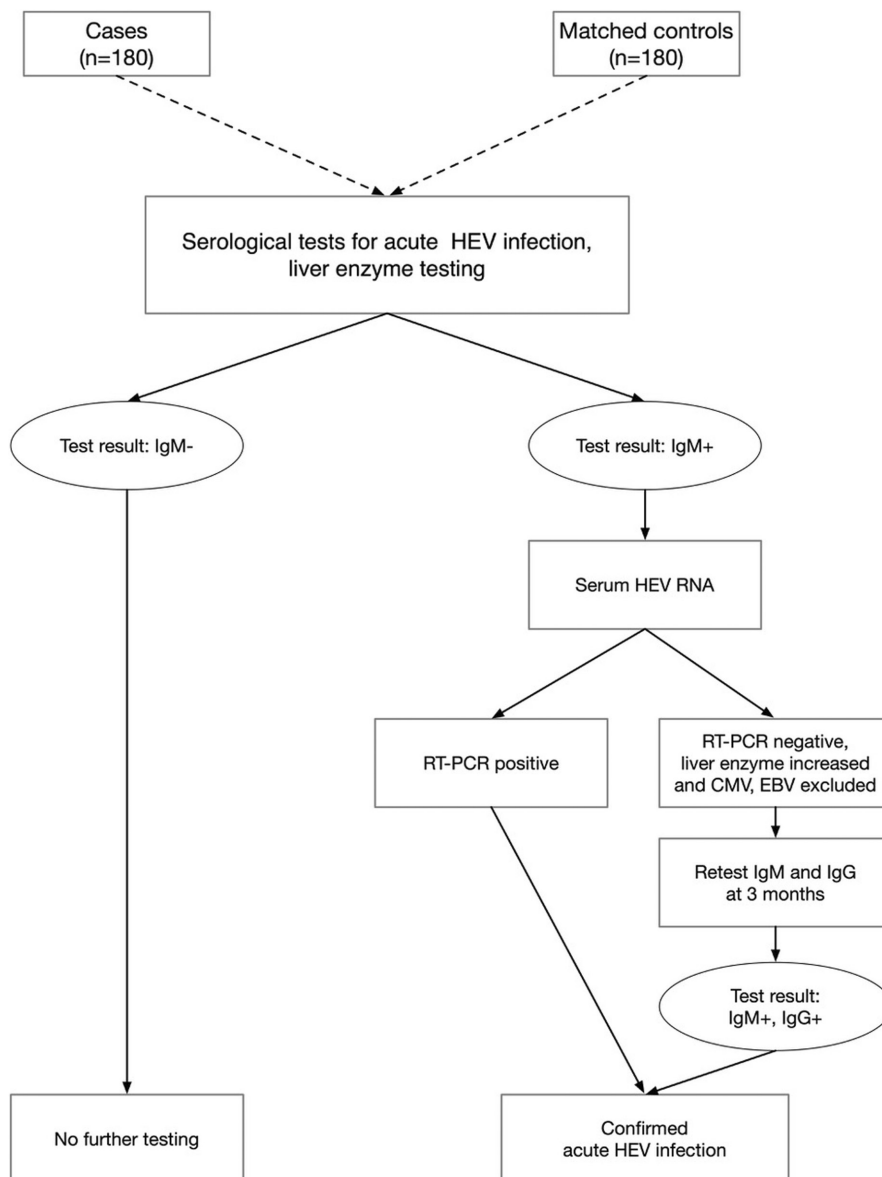 Cases
(n=180)
Matched controls
(n=180)
Serological tests for acute HEV infection,
liver enzyme testing
Test result: IgM-
Test result: IgM+
Serum HEV RNA
RT-PCR positive
RT-PCR negative,
liver enzyme increased
and CMV, EBV excluded
Retest IgM and IgG
at 3 months
Test result:
IgM+, IgG+
No further testing
Confirmed
acute HEV infection